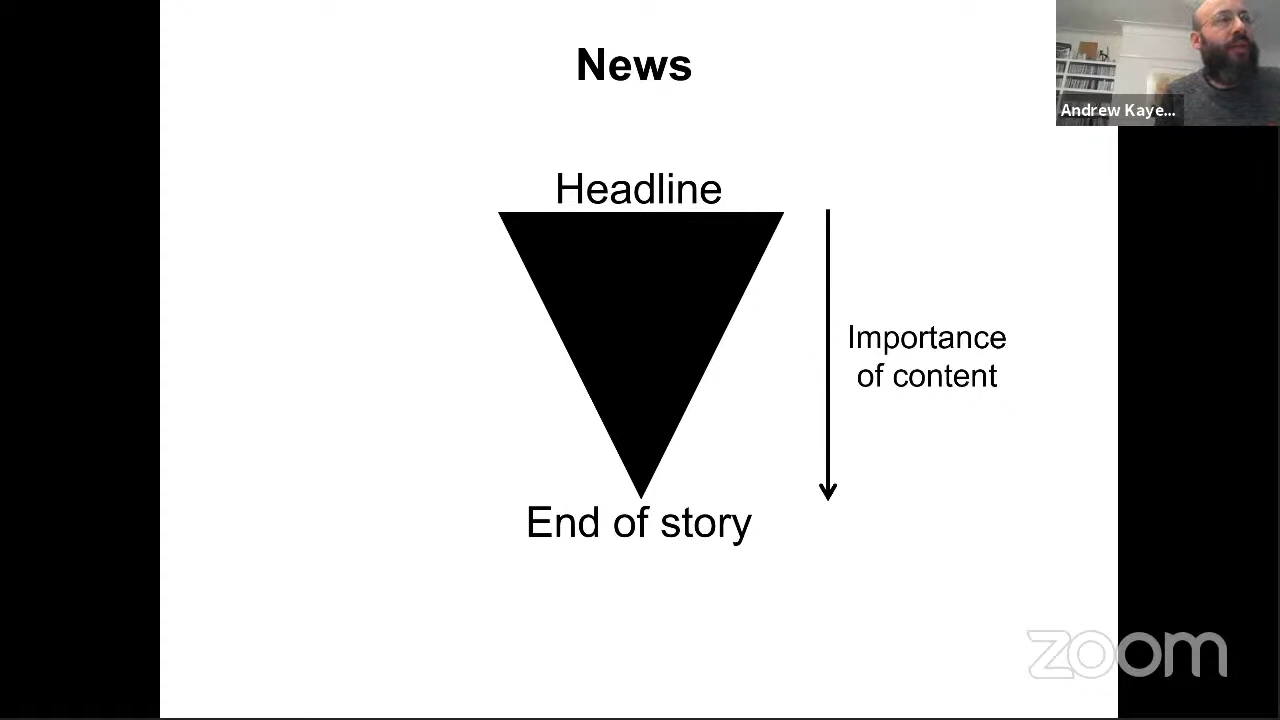 News
Andrew Kaye...
Headline
Importance
of content
End of story
zoom